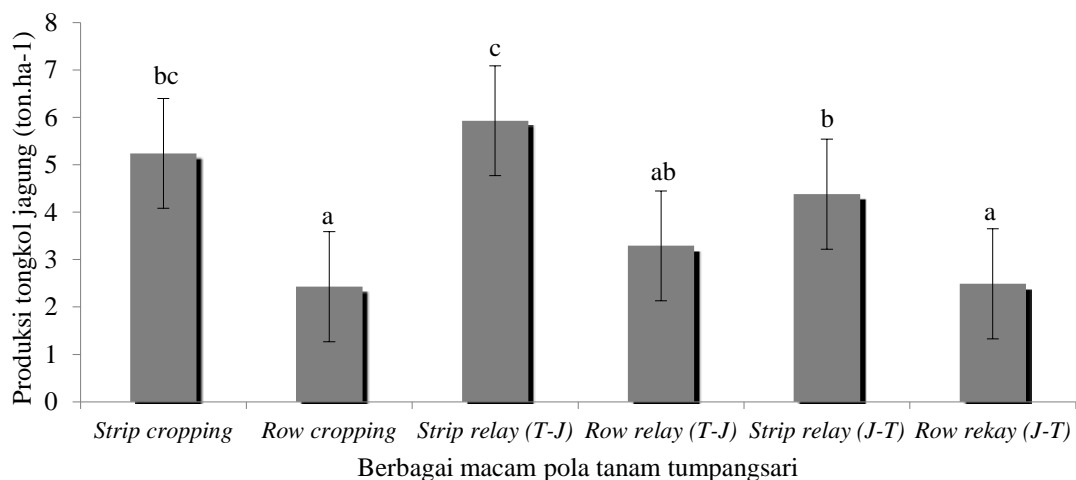 Produksi tongkol jagung (ton.ha-1)
8
7
6
5
4
3
2
1
0
bc
a
c
ab
b
a
Strip cropping
Row cropping
Strip relay (T-J)
Row relay (T-J)
Strip relay (J-T)
Row rekay (J-T)
Berbagai macam pola tanam tumpangsari